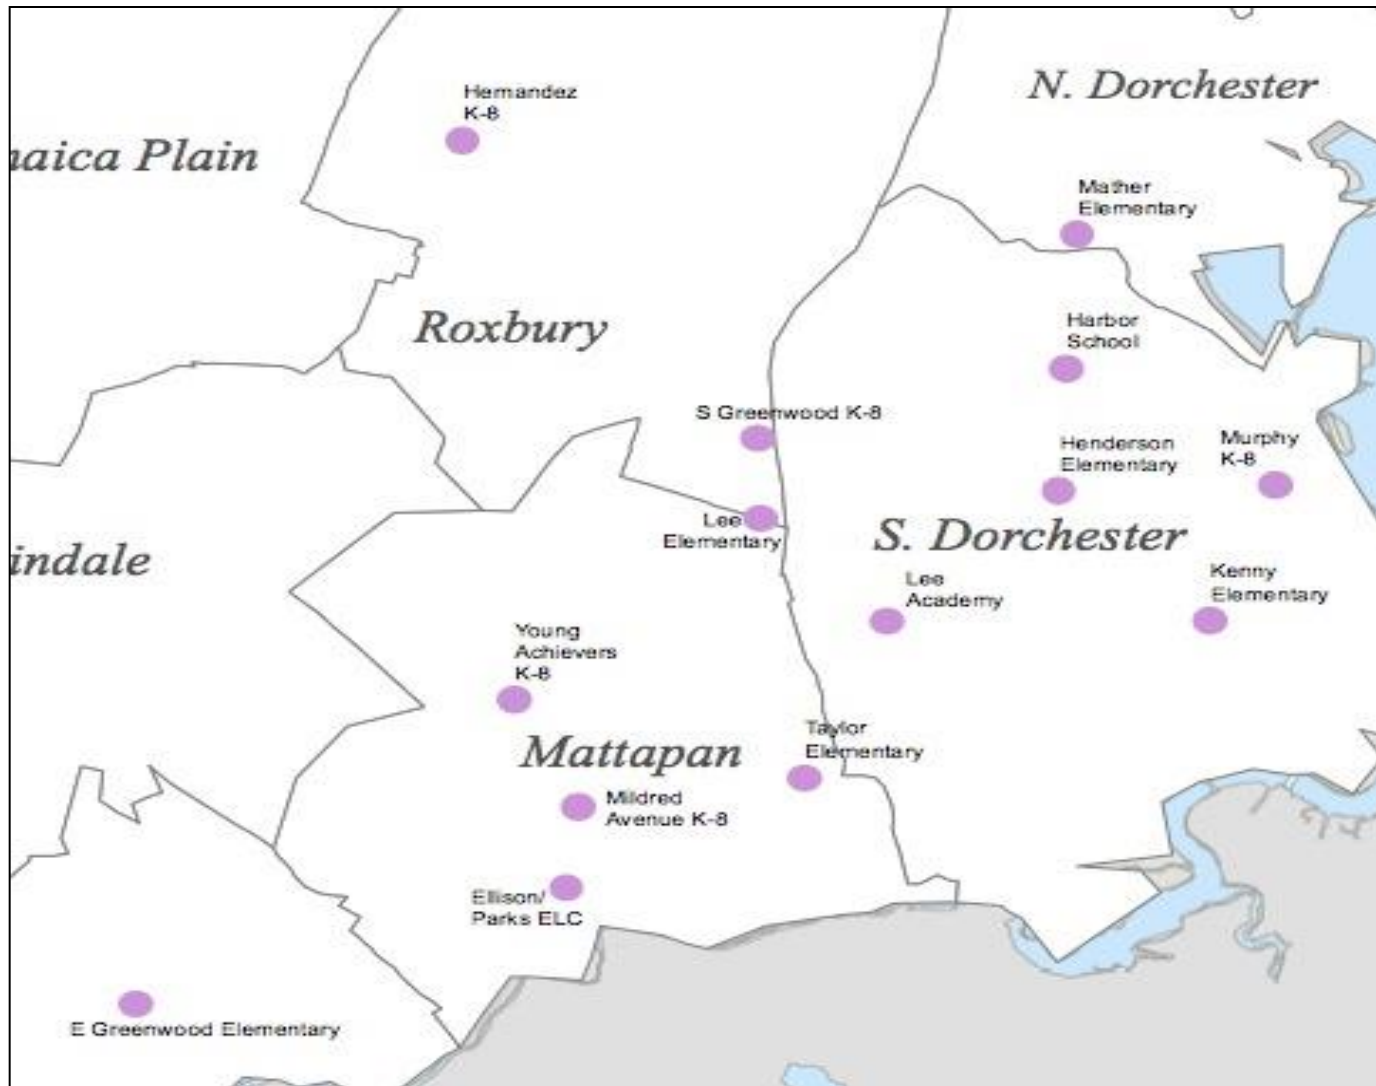 Hernandez
K-8
N. Dorchester
naica Plain
Mather
Elementary
Roxbury
Harbor
School
S Greenwood K-8
Henderson
Elementary
Murphy
K-8
Lee
Elementary
S. Dorchester
indale
Lee
Academy
Kenny
Elementary
Young
Achievers
K-8
Taylor
Elementary
Mattapan
Mildred
Avenue K-8
Ellison/
Parks ELC
E Greenwood Elementary